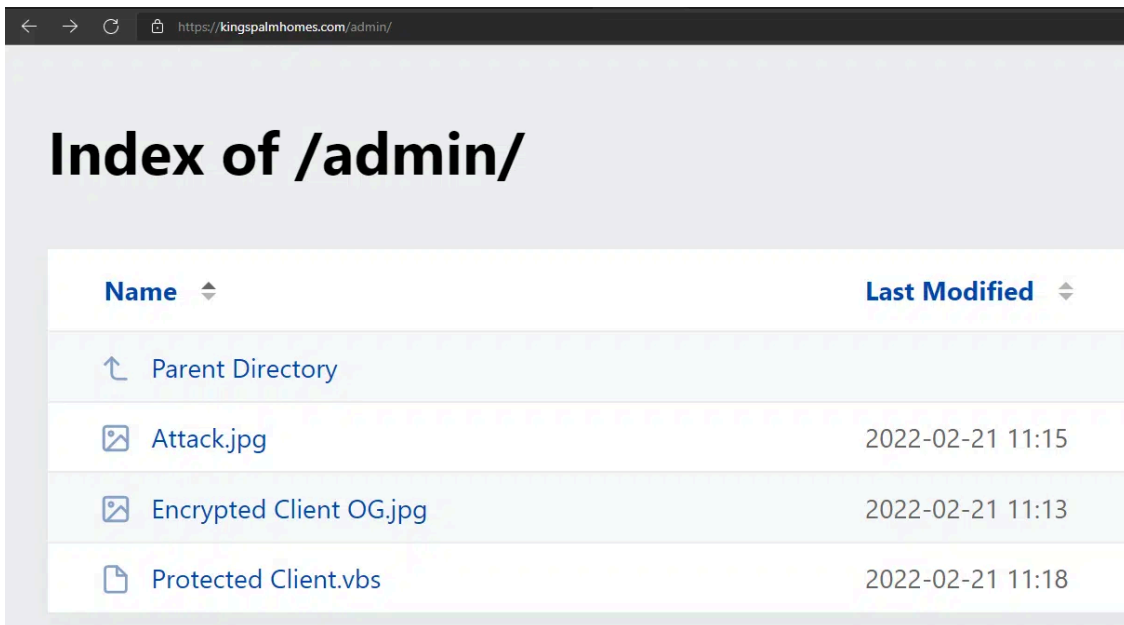 https://kingspalmhomes.com/admin/
Index of /admin/
Name Last Modified
Parent Directory
Attack.jpg 2022-02-21 11:15
Encrypted Client OG.jpg 2022-02-21 11:13
Protected Client.vbs 2022-02-21 11:18